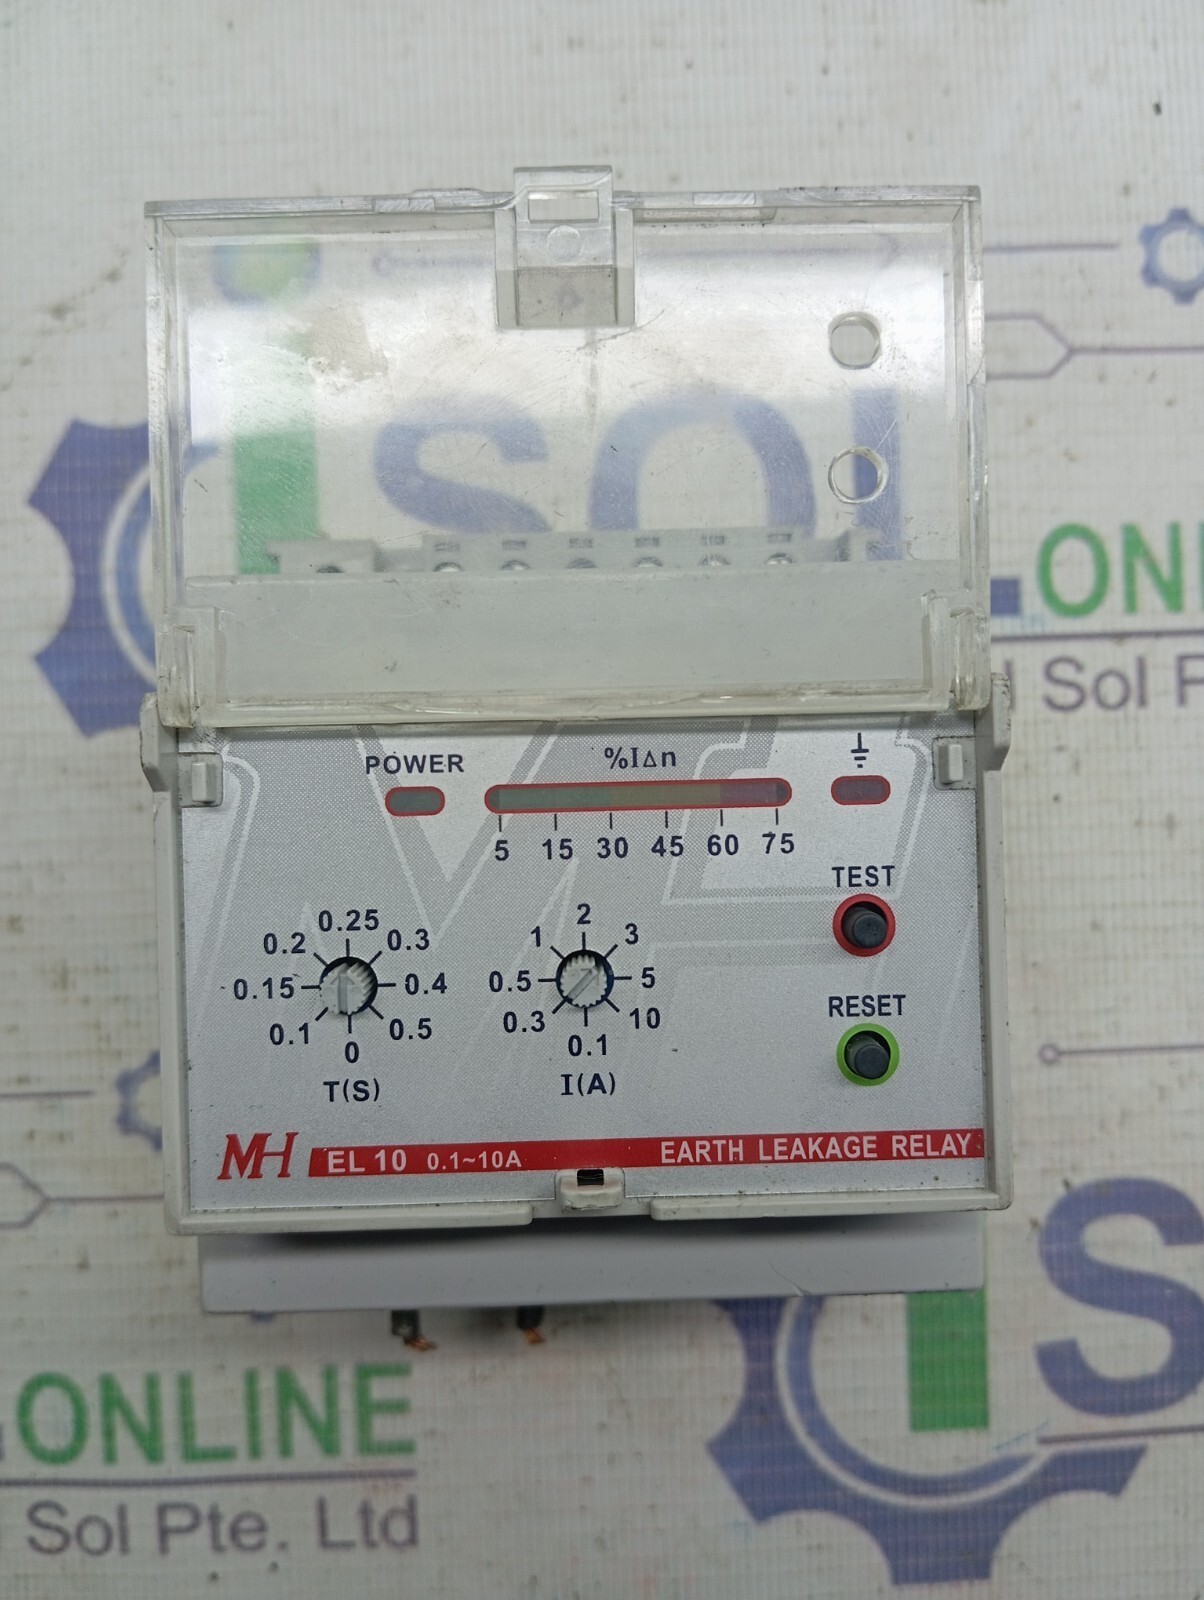 SOL
ONLINE
Sol P
POWER
%IΔn
5 15 30 45 60 75
TEST
RESET
0.25
0.2 0.3
0.15 0.4
0.1 0.5
0
T(S)
2
1 3
0.5 5
0.3 10
0.1
I(A)
MH EL 10 0.1~10A EARTH LEAKAGE RELAY
ONLINE
Sol Pte. Ltd
S